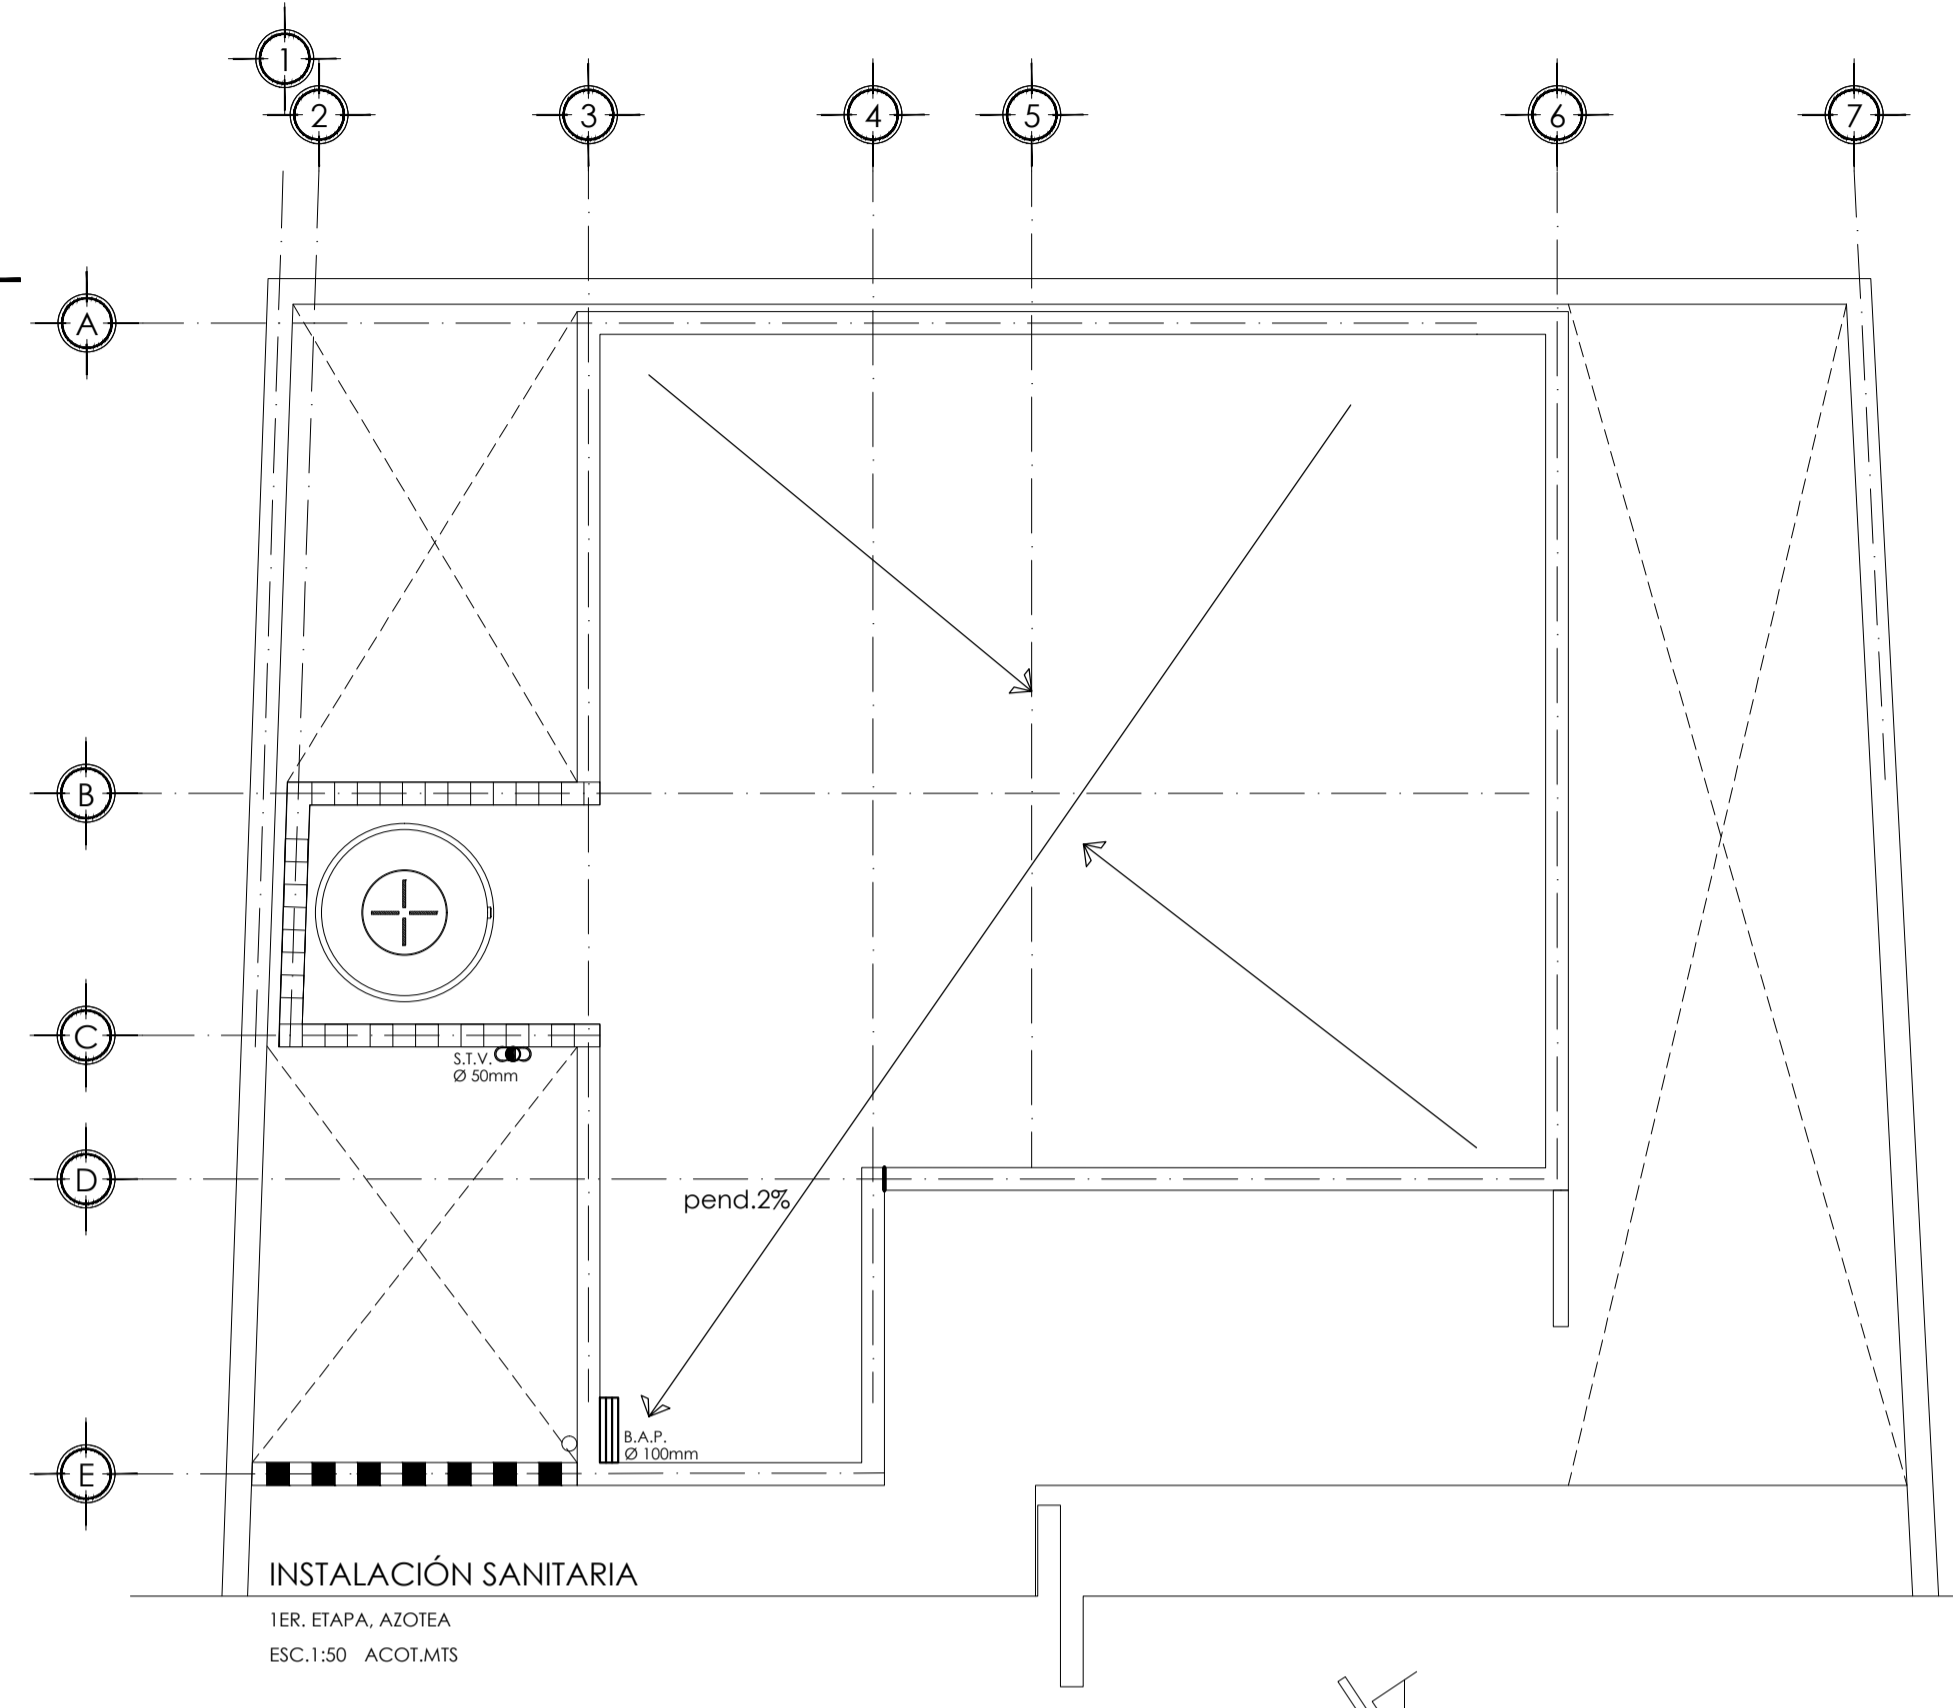 1
2
3
4
5
6
7
A
B
C
S.T.V.
Ø 50mm
D
pend.2%
B.A.P.
Ø 100mm
E
INSTALACIÓN SANITARIA
1ER. ETAPA, AZOTEA
ESC.1:50 ACOT.MTS